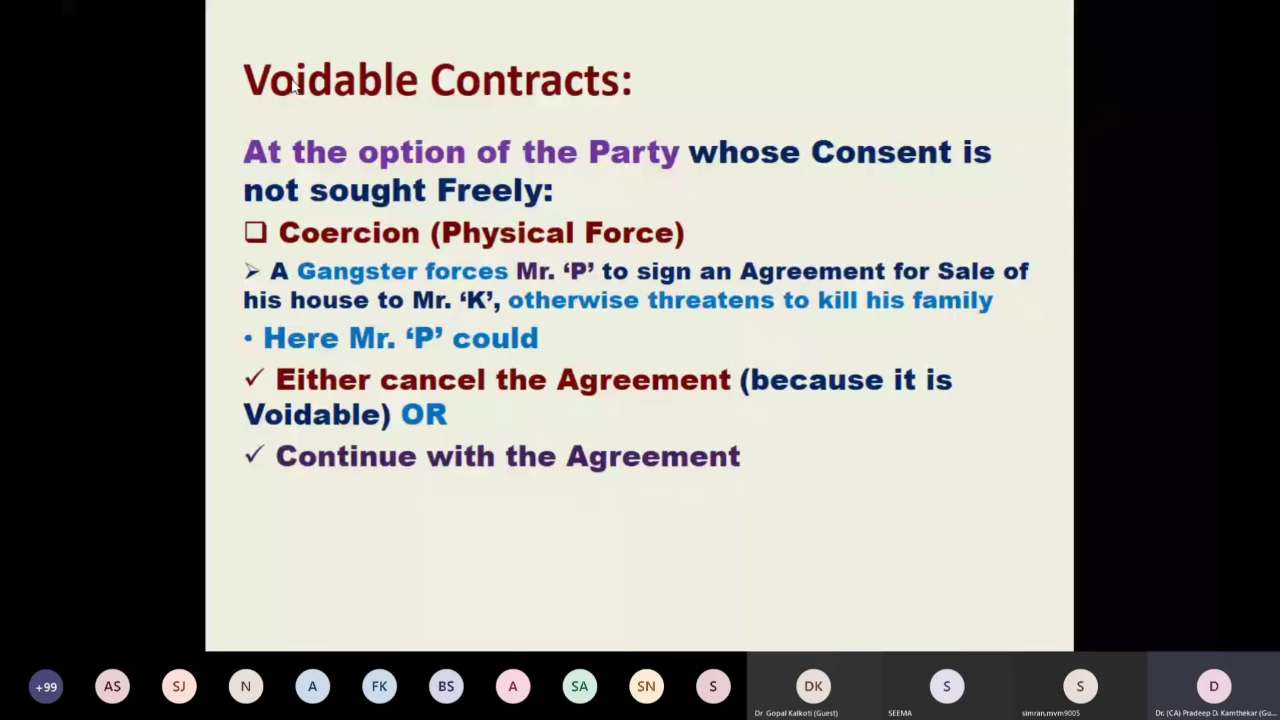 Voidable Contracts:
At the option of the Party whose Consent is
not sought Freely:
❑ Coercion (Physical Force)
➢ A Gangster forces Mr. ‘P’ to sign an Agreement for Sale of
his house to Mr. ‘K’, otherwise threatens to kill his family
• Here Mr. ‘P’ could
✓ Either cancel the Agreement (because it is
Voidable) OR
✓ Continue with the Agreement
+99 AS SJ N A FK BS A SA SN S DK S S D
Dr Gopal Kalkoti (Guest) SEEMA simran.mvm9005 Dr. (CA) Pradeep D. Kamthekar (Gu...